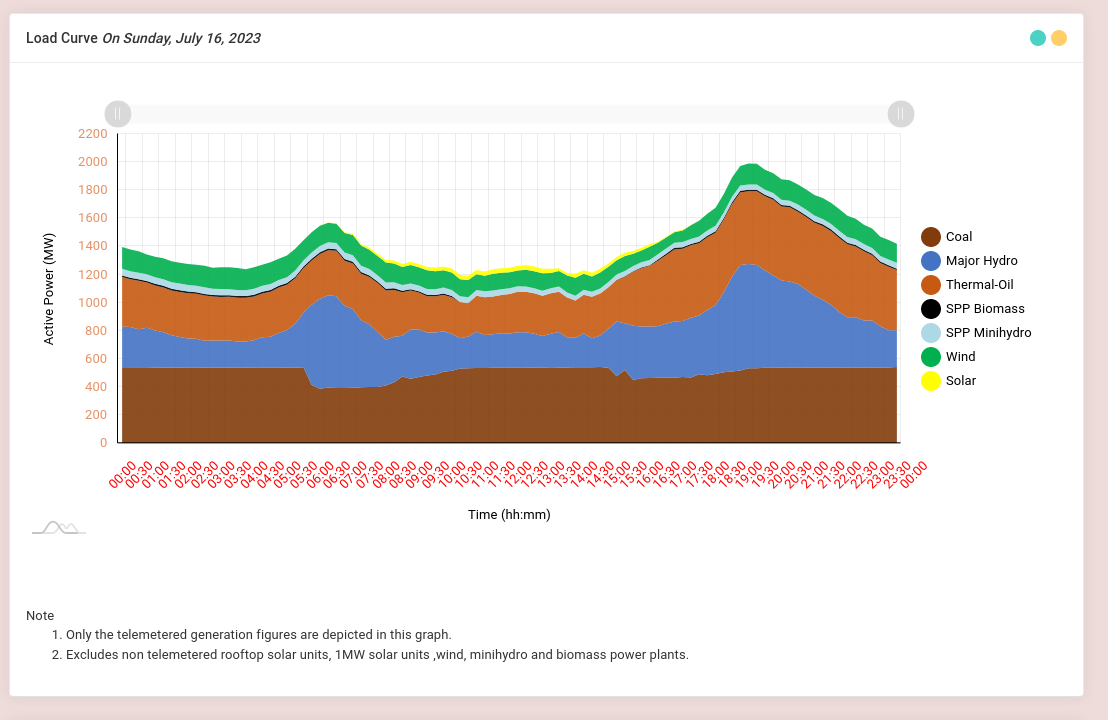 Load Curve On Sunday, July 16, 2023
2200
2000
1800
1600
1400
1200
1000
800
600
400
200
0
Active Power (MW)
00:00 00:30 01:00 01:30 02:00 02:30 03:00 03:30 04:00 04:30 05:00 05:30 06:00 06:30 07:00 07:30 08:00 08:30 09:00 09:30 10:00 10:30 11:00 11:30 12:00 12:30 13:00 13:30 14:00 14:30 15:00 15:30 16:00 16:30 17:00 17:30 18:00 18:30 19:00 19:30 20:00 20:30 21:00 21:30 22:00 22:30 23:00 23:30 00:00
Time (hh:mm)
Coal
Major Hydro
Thermal-Oil
SPP Biomass
SPP Minihydro
Wind
Solar
Note
1. Only the telemetered generation figures are depicted in this graph.
2. Excludes non telemetered rooftop solar units, 1MW solar units ,wind, minihydro and biomass power plants.